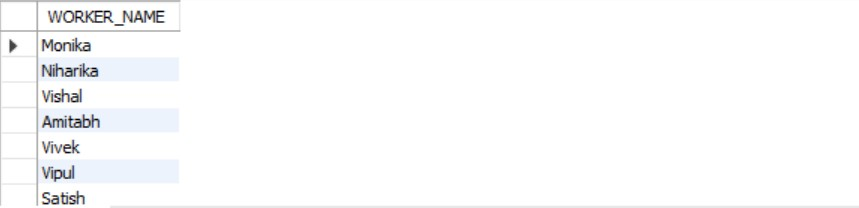 WORKER_NAME
Monika
Niharika
Vishal
Amitabh
Vivek
Vipul
Satish